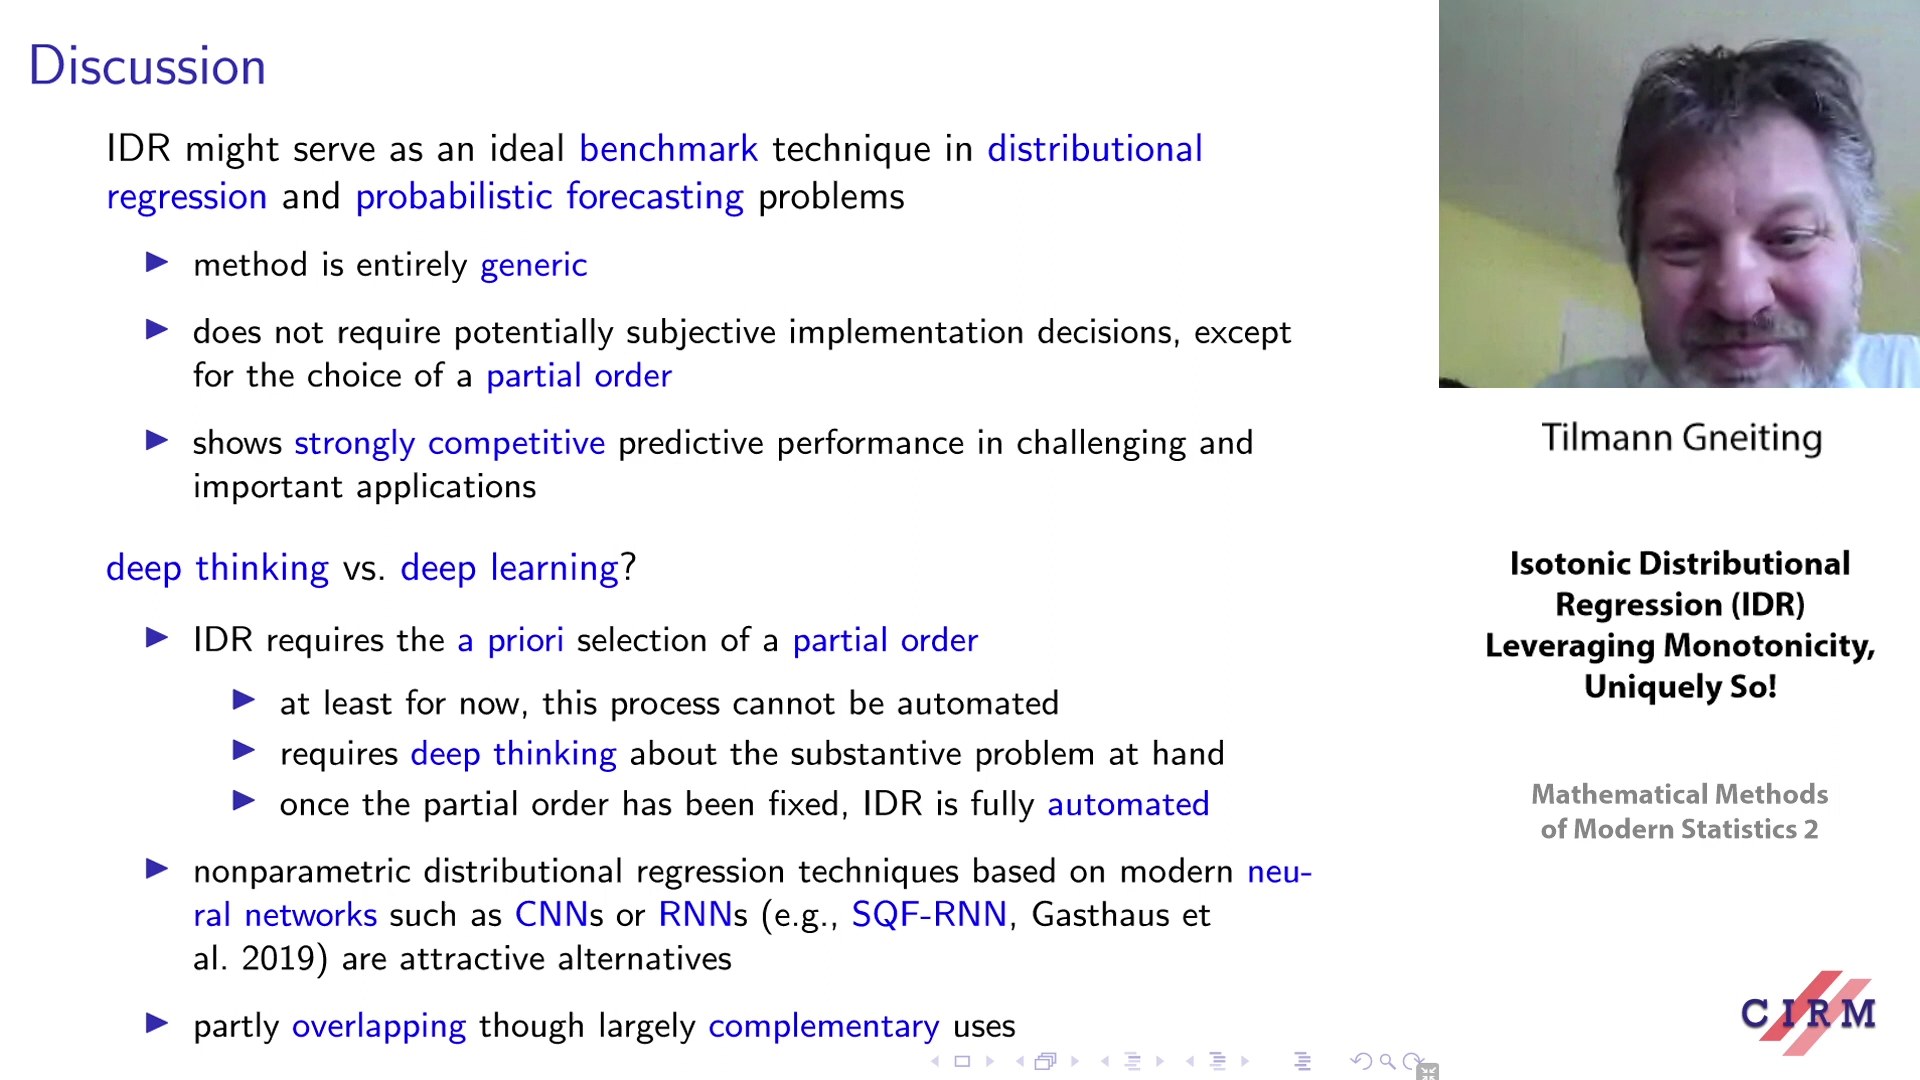 Discussion
IDR might serve as an ideal benchmark technique in distributional
regression and probabilistic forecasting problems
method is entirely generic
does not require potentially subjective implementation decisions, except
for the choice of a partial order
shows strongly competitive predictive performance in challenging and
important applications
deep thinking vs. deep learning?
IDR requires the a priori selection of a partial order
at least for now, this process cannot be automated
requires deep thinking about the substantive problem at hand
once the partial order has been fixed, IDR is fully automated
nonparametric distributional regression techniques based on modern neu-
ral networks such as CNNs or RNNs (e.g., SQF-RNN, Gasthaus et
al. 2019) are attractive alternatives
partly overlapping though largely complementary uses
Tilmann Gneiting
Isotonic Distributional
Regression (IDR)
Leveraging Monotonicity,
Uniquely So!
Mathematical Methods
of Modern Statistics 2
CIRM